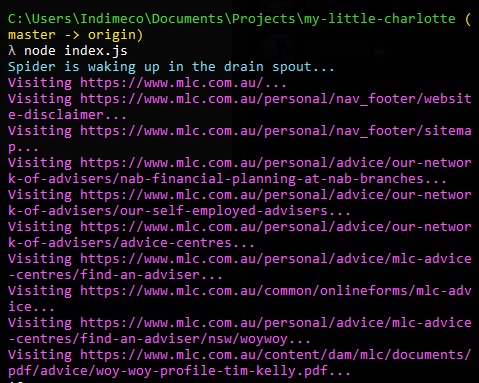 C:\Users\Indimeco\Documents\Projects\my-little-charlotte (
master -> origin)
λ node index.js
Spider is waking up in the drain spout...
Visiting https://www.mlc.com.au/...
Visiting https://www.mlc.com.au/personal/nav_footer/websit
e-disclaimer...
Visiting https://www.mlc.com.au/personal/nav_footer/sitema
p...
Visiting https://www.mlc.com.au/personal/advice/our-networ
k-of-advisers/nab-financial-planning-at-nab-branches...
Visiting https://www.mlc.com.au/personal/advice/our-networ
k-of-advisers/our-self-employed-advisers...
Visiting https://www.mlc.com.au/personal/advice/our-networ
k-of-advisers/advice-centres...
Visiting https://www.mlc.com.au/personal/advice/mlc-advice
-centres/find-an-adviser...
Visiting https://www.mlc.com.au/common/onlineforms/mlc-adv
ice...
Visiting https://www.mlc.com.au/personal/advice/mlc-advice
-centres/find-an-adviser/nsw/woywoy...
Visiting https://www.mlc.com.au/content/dam/mlc/documents/
pdf/advice/woy-woy-profile-tim-kelly.pdf...